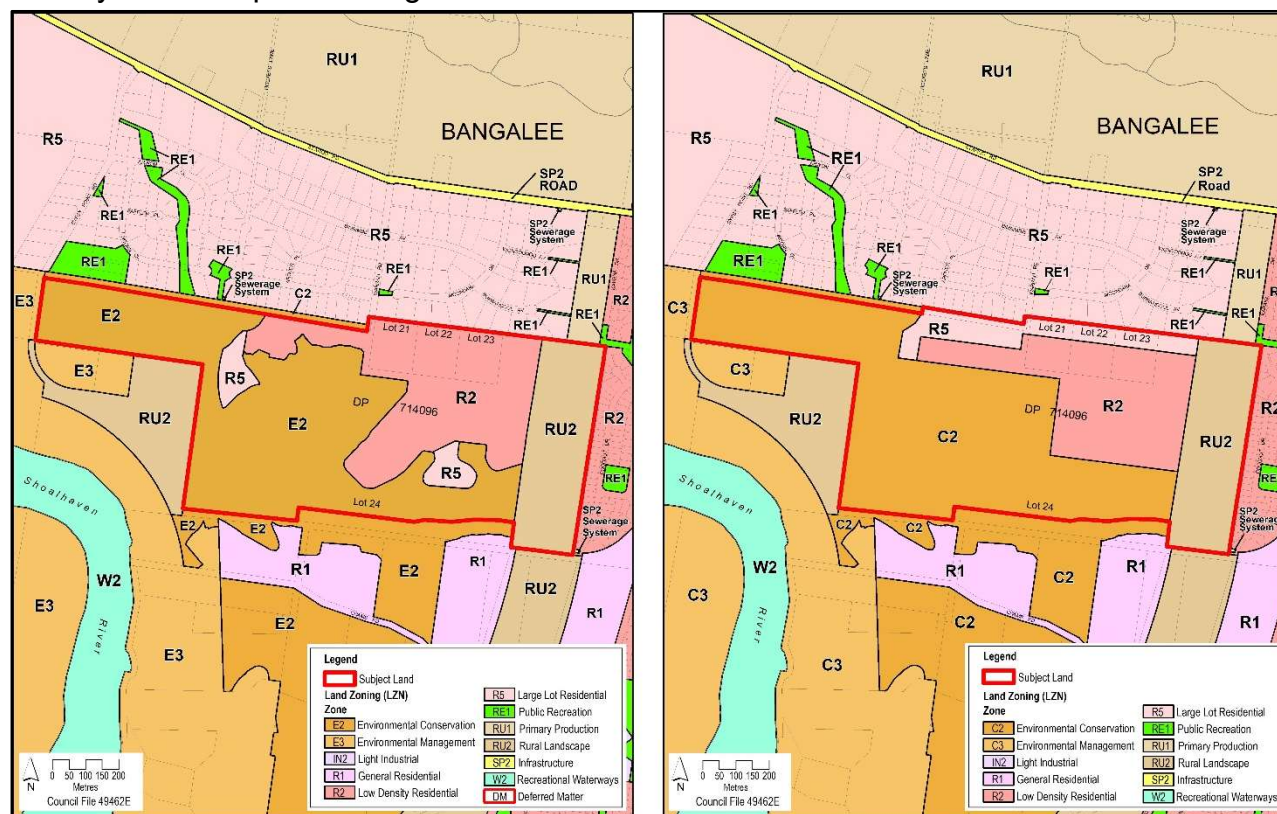 RU1
BANGALEE
R5
RE1
SP2
ROAD
RE1
SP2
Sewerage
System
R5
RE1
RE1
RE1
RU1
RE1
SP2
Sewerage
System
C2
RE1
R2
RE1
E3
E2
Lot 21 Lot 22 Lot 23
R5
E3
DP 714096
R2
RU2
R2
E2
RU2
R5
RE1
Lot 24
Shoalhaven
River
SP2
Sewerage
System
E2
E2
W2
R1
E2
R1
RU2
R1
E3
E2
E3
Legend
Subject Land
Land Zoning (LZN)
Zone
E2 Environmental Conservation
E3 Environmental Management
IN2 Light Industrial
R1 General Residential
R2 Low Density Residential
R5 Large Lot Residential
RE1 Public Recreation
RU1 Primary Production
RU2 Rural Landscape
SP2 Infrastructure
W2 Recreational Waterways
DM Deferred Matter
N
0 50 100 150 200
Metres
Council File 49462E
RU1
BANGALEE
R5
RE1
SP2
Road
RE1
SP2
Sewerage
System
R5
RE1
RE1
RE1
RU1
RE1
SP2
Sewerage
System
RE1
R2
RE1
C3
C2
Lot 21 Lot 22 Lot 23
R5
C3
DP 714096
R2
RU2
R2
C2
RU2
RE1
Lot 24
Shoalhaven
River
SP2
Sewerage
System
C2
C2
W2
R1
C2
R1
RU2
R1
C3
C2
C3
Legend
Subject Land
Land Zoning (LZN)
Zone
C2 Environmental Conservation
C3 Environmental Management
IN2 Light Industrial
R1 General Residential
R2 Low Density Residential
R5 Large Lot Residential
RE1 Public Recreation
RU1 Primary Production
RU2 Rural Landscape
SP2 Infrastructure
W2 Recreational Waterways
N
0 50 100 150 200
Metres
Council File 49462E